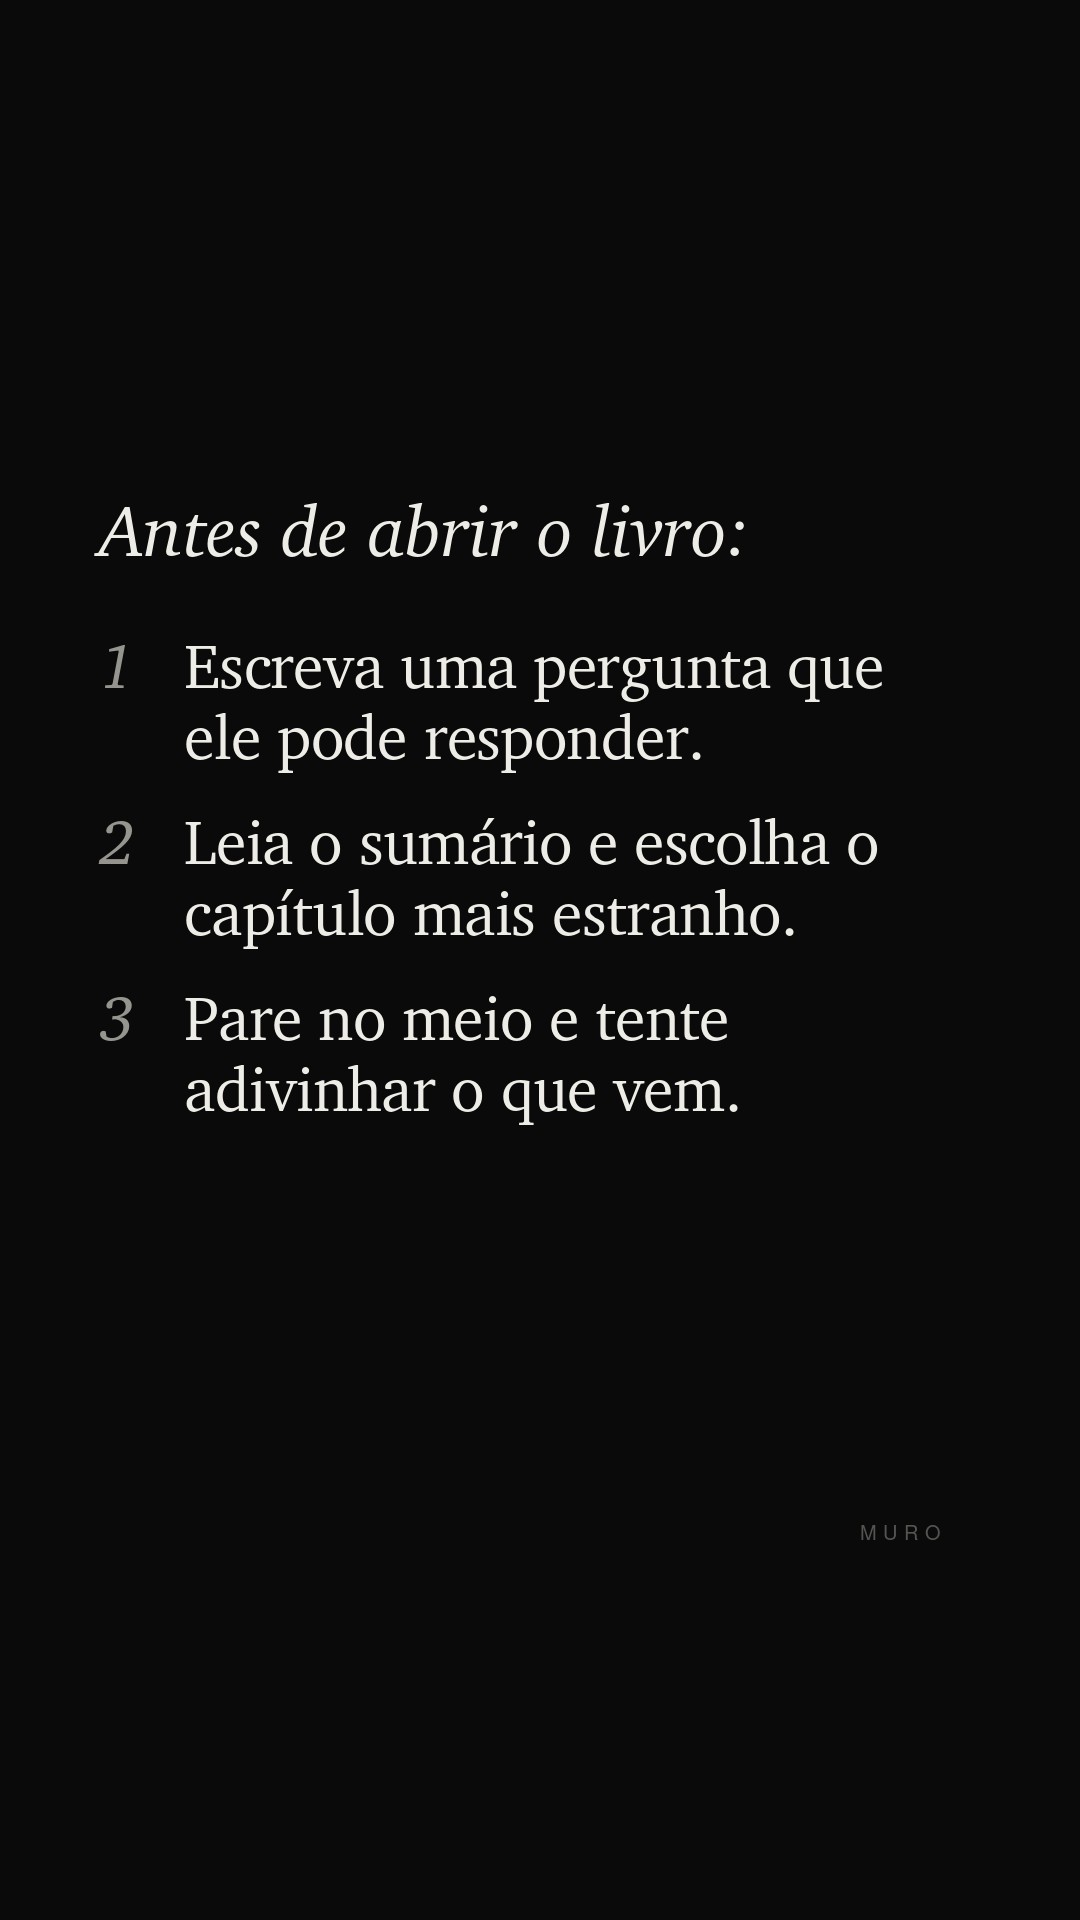 Antes de abrir o livro:
1 Escreva uma pergunta que
ele pode responder.
2 Leia o sumário e escolha o
capítulo mais estranho.
3 Pare no meio e tente
adivinhar o que vem.
MURO